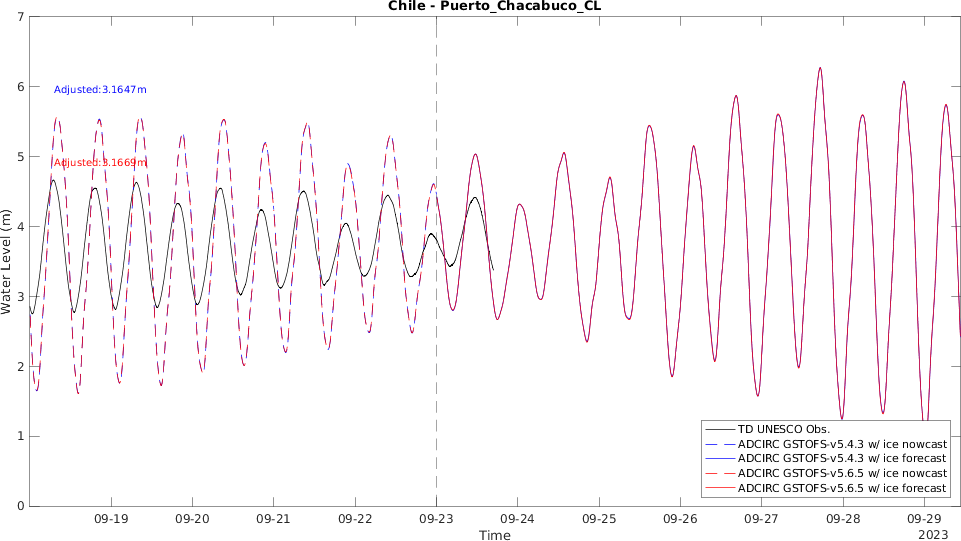 Chile - Puerto_Chacabuco_CL
7
6
5
4
3
2
1
0
Water Level (m)
Adjusted:3.1647m
Adjusted:3.1669m
TD UNESCO Obs.
ADCIRC GSTOFS-v5.4.3 w/ ice nowcast
ADCIRC GSTOFS-v5.4.3 w/ ice forecast
ADCIRC GSTOFS-v5.6.5 w/ ice nowcast
ADCIRC GSTOFS-v5.6.5 w/ ice forecast
09-19 09-20 09-21 09-22 09-23 09-24 09-25 09-26 09-27 09-28 09-29
Time
2023